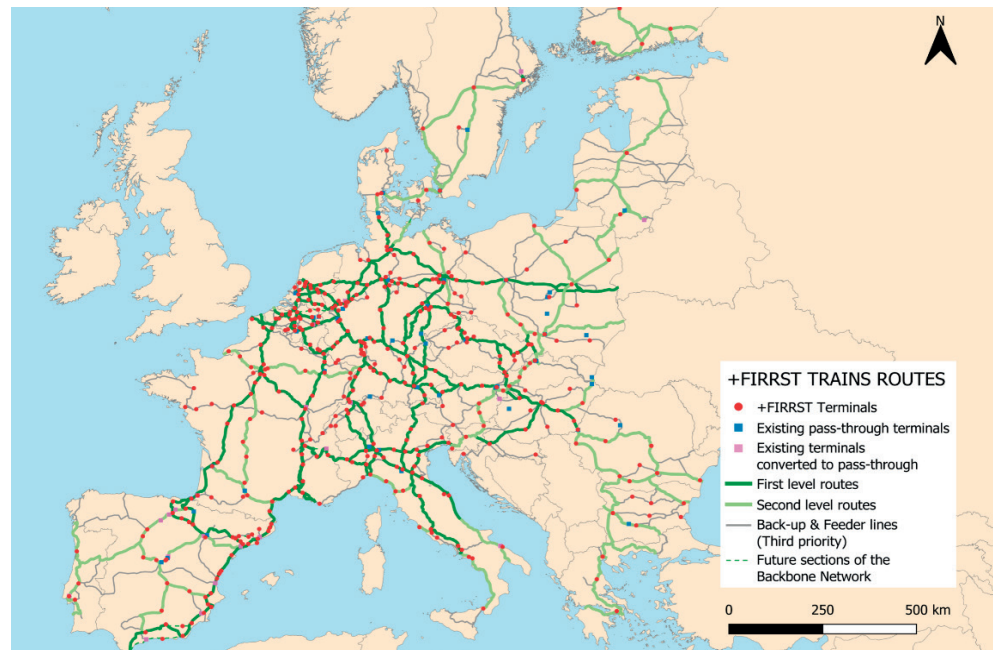 N
+FIRRST TRAINS ROUTES
+FIRRST Terminals
Existing pass-through terminals
Existing terminals
converted to pass-through
First level routes
Second level routes
Back-up & Feeder lines
(Third priority)
Future sections of the
Backbone Network
0 250 500 km